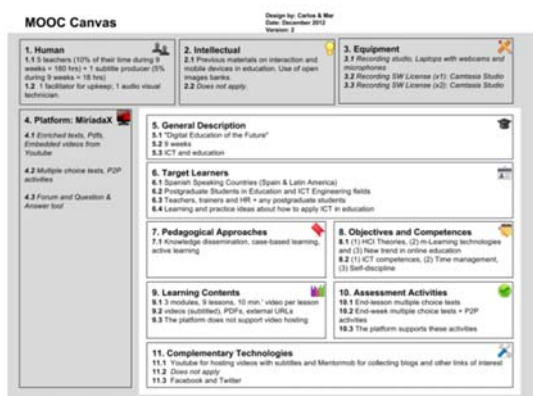 MOOC Canvas
Design by: Carlos & Mar
Date: December 2012
Version: 2
1. Human
1.1 5 teachers (10% of their time during 9
weeks = 180 hrs) + 1 subtitle producer (5%
during 9 weeks = 18 hrs)
1.2 1 facilitator for upkeep; 1 audio visual
technician.
2. Intellectual
2.1 Previous materials on interaction and
mobile devices in education. Use of open
images banks.
2.2 Does not apply.
3. Equipment
3.1 Recording studio, Laptops with webcams and
microphones
3.2 Recording SW License (x1): Camtasia Studio
3.3 Recording SW License (x2): Camtasia Studio
4. Platform: MiriadaX
4.1 Enriched texts, Pdfs,
Embedded videos from
Youtube
4.2 Multiple choice tests, P2P
activities
4.3 Forum and Question &
Answer tool
5. General Description
5.1 "Digital Education of the Future"
5.2 9 weeks
5.3 ICT and education
6. Target Learners
6.1 Spanish Speaking Countries (Spain & Latin America)
6.2 Postgraduate Students in Education and ICT Engineering fields
6.3 Teachers, trainers and HR + any postgraduate students
6.4 Learning and practice ideas about how to apply ICT in education
7. Pedagogical Approaches
7.1 Knowledge dissemination, case-based learning,
active learning
8. Objectives and Competences
8.1 (1) HCI Theories, (2) m-Learning technologies
and (3) New trend in online education
8.2 (1) ICT competences, (2) Time management,
(3) Self-discipline
9. Learning Contents
9.1 3 modules, 9 lessons, 10 min.' video per lesson
9.2 videos (subtitled), PDFs, external URLs
9.3 The platform does not support video hosting
10. Assessment Activities
10.1 End-lesson multiple choice tests
10.2 End-week multiple choice tests + P2P
activities
10.3 The platform supports these activities
11. Complementary Technologies
11.1 Youtube for hosting videos with subtitles and Mentormob for collecting blogs and other links of interest
11.2 Does not apply
11.3 Facebook and Twitter